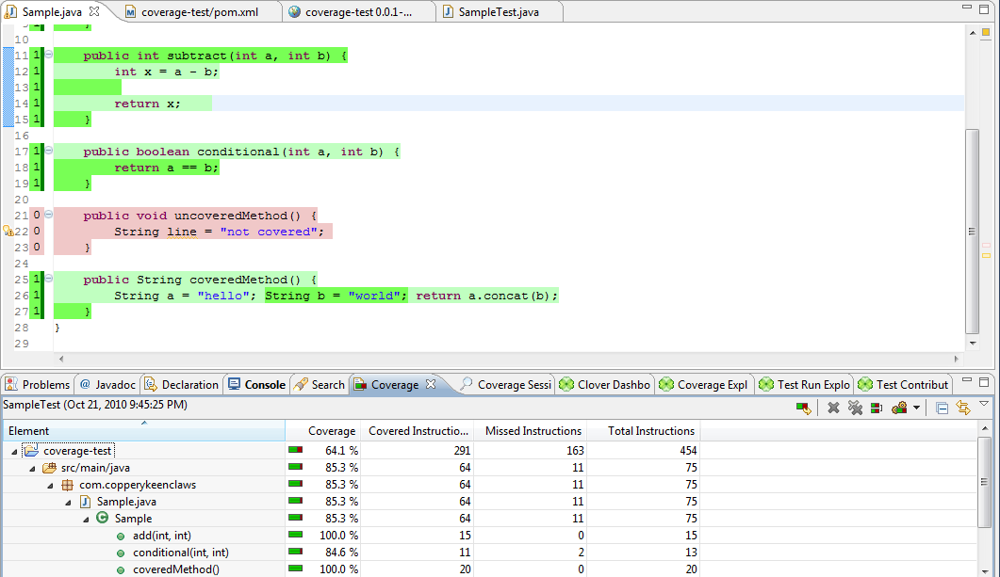 Sample.java coverage-test/pom.xml coverage-test 0.0.1-... SampleTest.java
9 1 }
10
11 1 public int subtract(int a, int b) {
12 1 int x = a - b;
13 1
14 1 return x;
15 1 }
16
17 1 public boolean conditional(int a, int b) {
18 1 return a == b;
19 1 }
20
21 0 public void uncoveredMethod() {
22 0 String line = "not covered";
23 0 }
24
25 1 public String coveredMethod() {
26 1 String a = "hello"; String b = "world"; return a.concat(b);
27 1 }
28 }
29
Problems @ Javadoc Declaration Console Search Coverage Coverage Sessi Clover Dashbo Coverage Expl Test Run Explo Test Contribut
SampleTest (Oct 21, 2010 9:45:25 PM)
Element Coverage Covered Instructio... Missed Instructions Total Instructions
coverage-test 64.1 % 291 163 454
src/main/java 85.3 % 64 11 75
com.copperykeenclaws 85.3 % 64 11 75
Sample.java 85.3 % 64 11 75
Sample 85.3 % 64 11 75
add(int, int) 100.0 % 15 0 15
conditional(int, int) 84.6 % 11 2 13
coveredMethod() 100.0 % 20 0 20